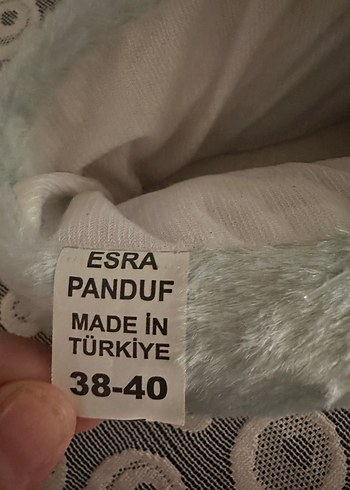 ESRA
PANDUF
MADE İN
TÜRKİYE
38-40